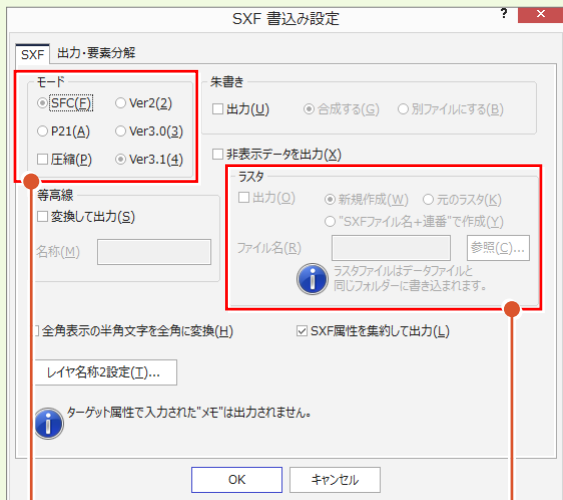 SXF 書込み設定
? ×
SXF 出力・要素分解
モード
SFC(F) Ver2(2)
P21(A) Ver3.0(3)
圧縮(P) Ver3.1(4)
朱書き
出力(U) 合成する(G) 別ファイルにする(B)
非表示データを出力(X)
等高線
変換して出力(S)
名称(M)
ラスタ
出力(O) 新規作成(W) 元のラスタ(K)
"SXFファイル名+連番"で作成(Y)
ファイル名(R) 参照(C)...
ラスタファイルはデータファイルと
同じフォルダーに書き込まれます。
全角表示の半角文字を全角に変換(H) SXF属性を集約して出力(L)
レイヤ名称2設定(T)...
ターゲット属性で入力された"メモ"は出力されません。
OK キャンセル